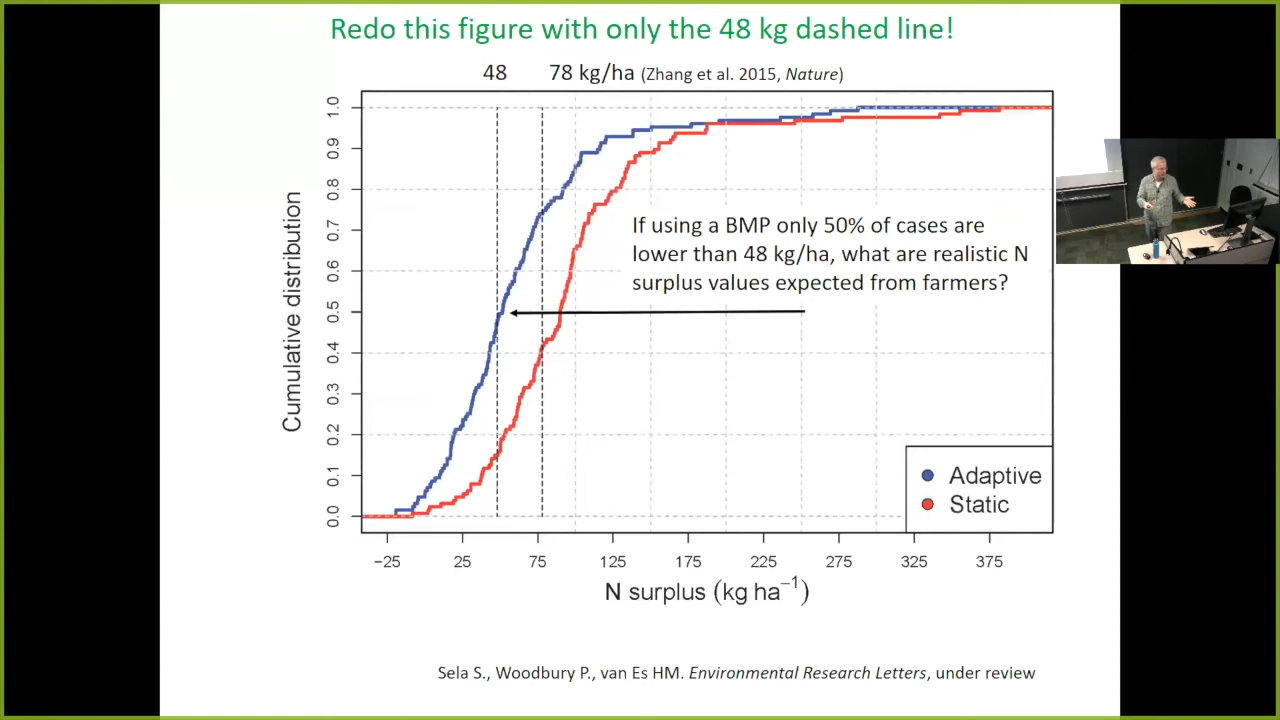 Redo this figure with only the 48 kg dashed line!
48 78 kg/ha (Zhang et al. 2015, Nature)
1.0
0.9
0.8
0.7
0.6
0.5
0.4
0.3
0.2
0.1
0.0
Cumulative distribution
If using a BMP only 50% of cases are
lower than 48 kg/ha, what are realistic N
surplus values expected from farmers?
Adaptive
Static
−25 25 75 125 175 225 275 325 375
N surplus (kg ha⁻¹)
Sela S., Woodbury P., van Es HM. Environmental Research Letters, under review